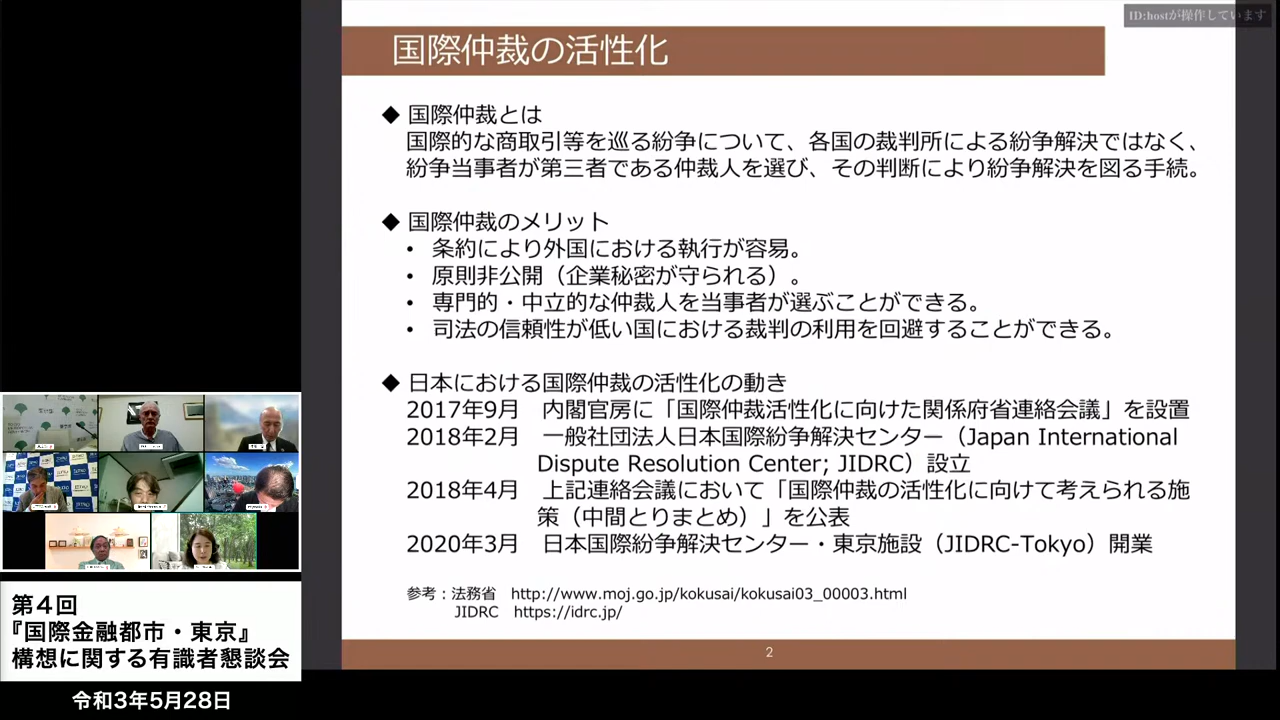 ID:hostが操作しています
国際仲裁の活性化
◆ 国際仲裁とは
国際的な商取引等を巡る紛争について、各国の裁判所による紛争解決ではなく、
紛争当事者が第三者である仲裁人を選び、その判断により紛争解決を図る手続。
◆ 国際仲裁のメリット
• 条約により外国における執行が容易。
• 原則非公開（企業秘密が守られる）。
• 専門的・中立的な仲裁人を当事者が選ぶことができる。
• 司法の信頼性が低い国における裁判の利用を回避することができる。
◆ 日本における国際仲裁の活性化の動き
2017年9月 内閣官房に「国際仲裁活性化に向けた関係府省連絡会議」を設置
2018年2月 一般社団法人日本国際紛争解決センター（Japan International
Dispute Resolution Center; JIDRC）設立
2018年4月 上記連絡会議において「国際仲裁の活性化に向けて考えられる施
策（中間とりまとめ）」を公表
2020年3月 日本国際紛争解決センター・東京施設（JIDRC-Tokyo）開業
参考：法務省 http://www.moj.go.jp/kokusai/kokusai03_00003.html
JIDRC https://idrc.jp/
2
第4回
『国際金融都市・東京』
構想に関する有識者懇談会
令和3年5月28日